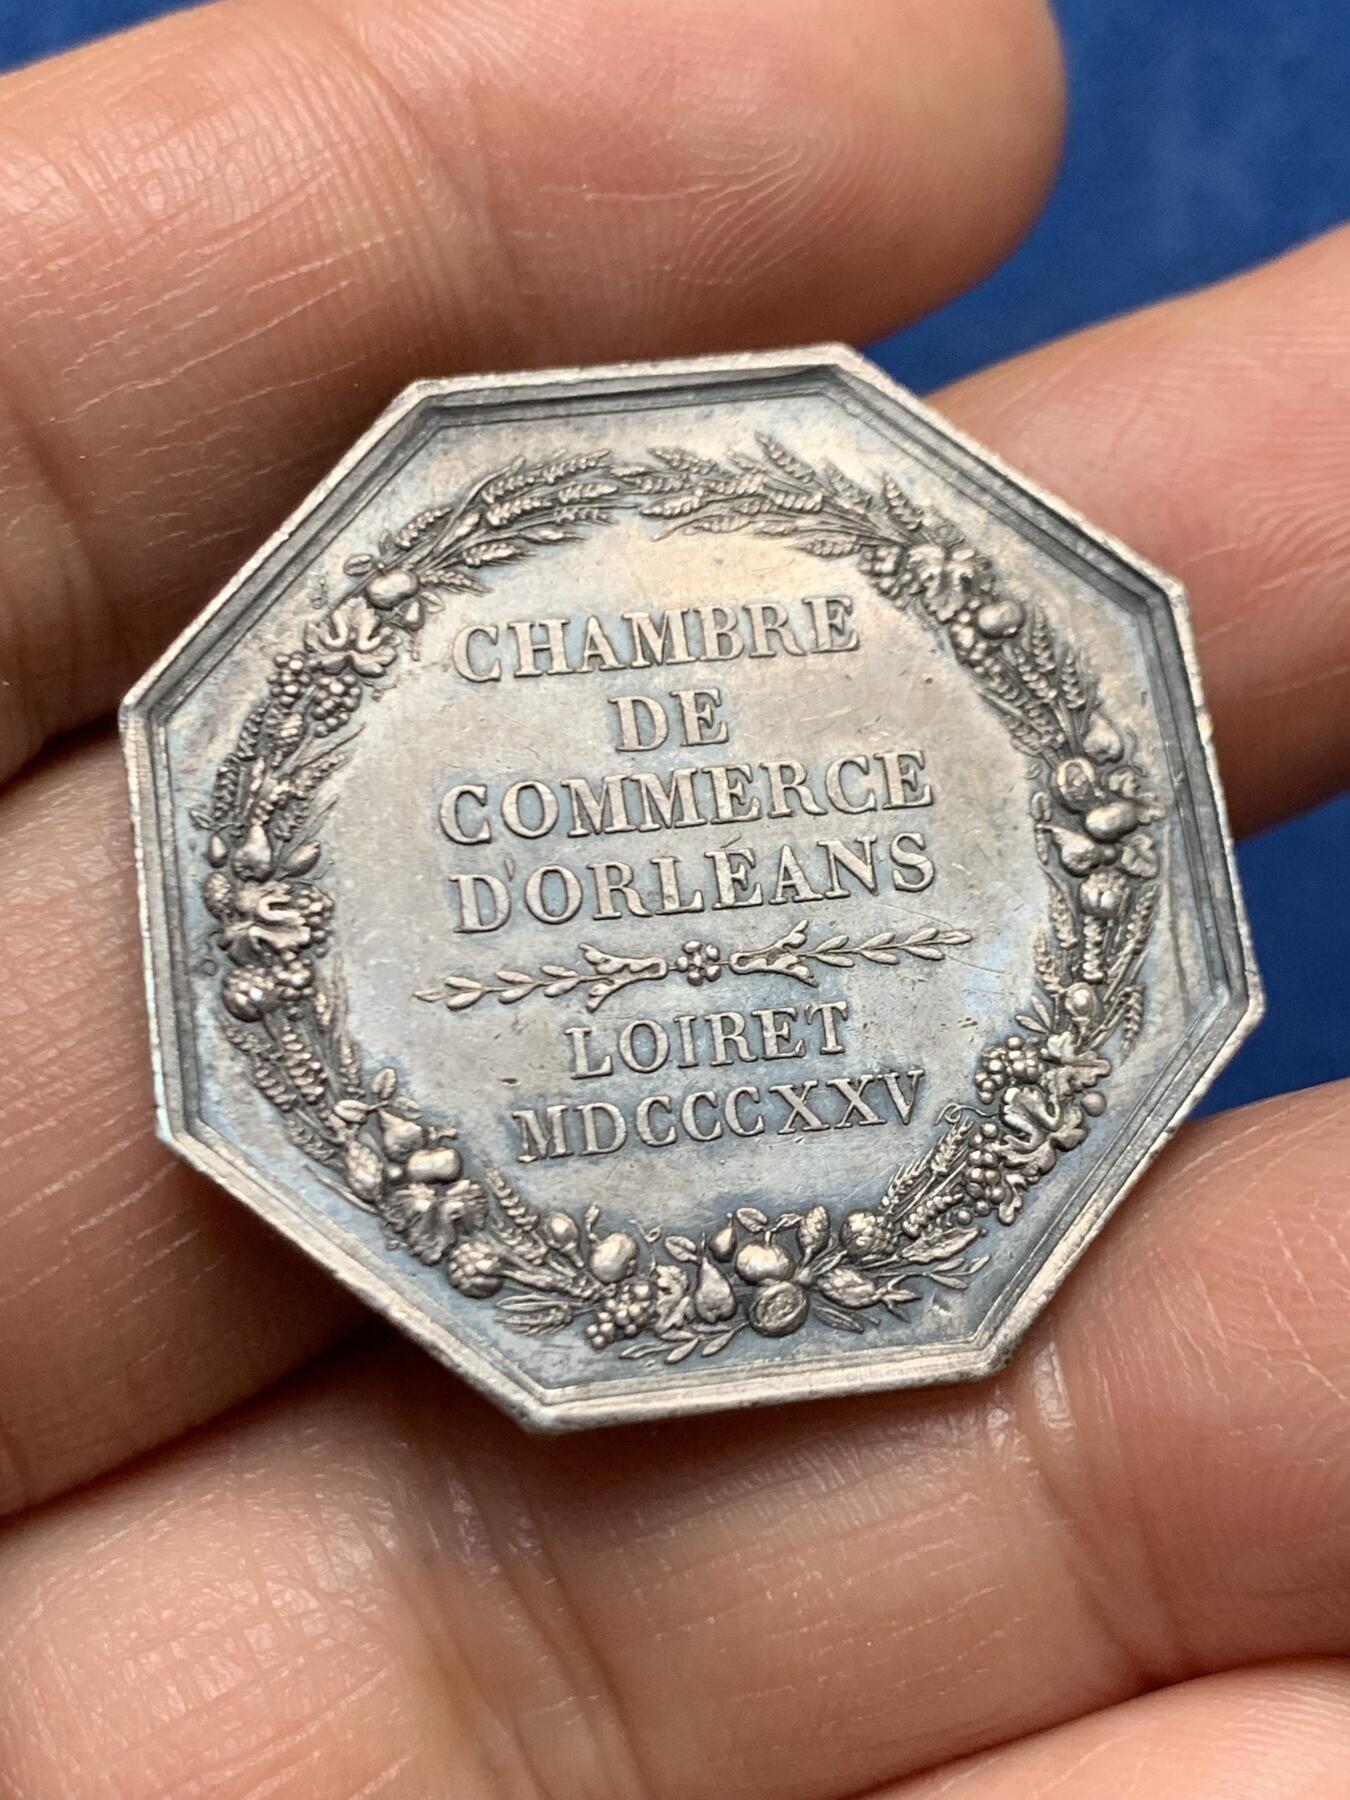 CHAMBRE
DE
COMMERCE
D'ORLÉANS
LOIRET
MDCCCXXV